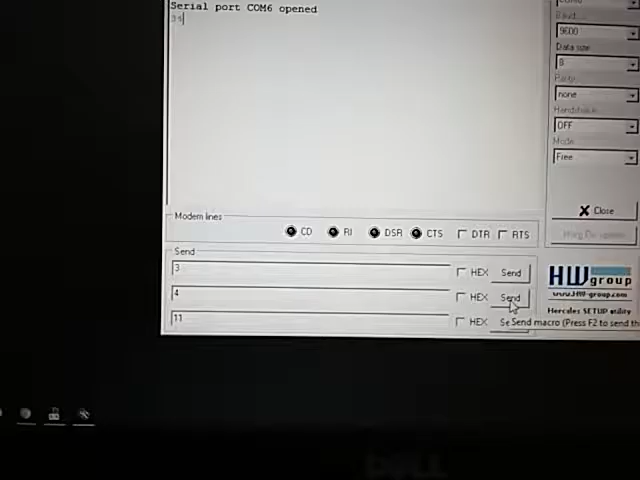 Serial port COM6 opened
Baud
9600
Data size
8
Parity
none
Handshake
OFF
Mode
Free
Close
Modem lines
CD RI DSR CTS DTR RTS
Send
3 HEX Send
4 HEX Send
11 HEX Se Send macro (Press F2 to send th
HW group
www.HW-group.com
Hercules SETUP utility
DELL